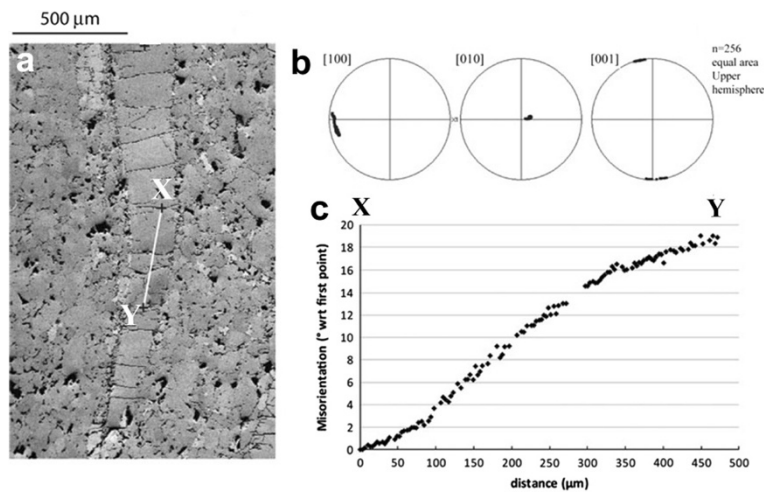 500 µm
a
X
Y
b
[100]
[010]
[001]
n=256
equal area
Upper
hemisphere
c
X
Y
Misorientation (° wrt first point)
20
18
16
14
12
10
8
6
4
2
0
0 50 100 150 200 250 300 350 400 450 500
distance (µm)